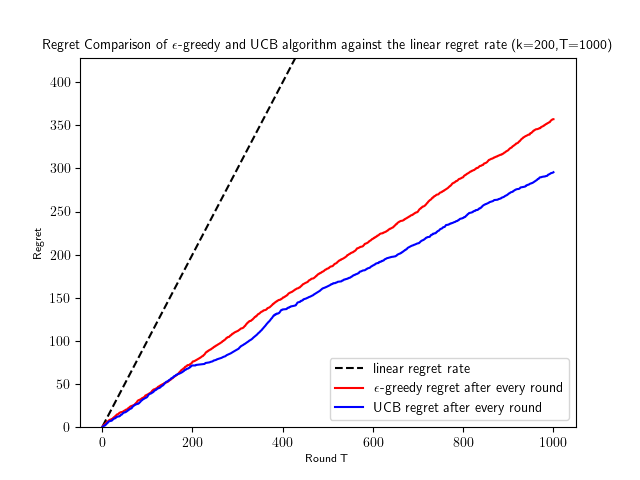 Regret Comparison of ϵ-greedy and UCB algorithm against the linear regret rate (k=200,T=1000)
400
350
300
250
200
150
100
50
0
Regret
0 200 400 600 800 1000
Round T
linear regret rate
ϵ-greedy regret after every round
UCB regret after every round